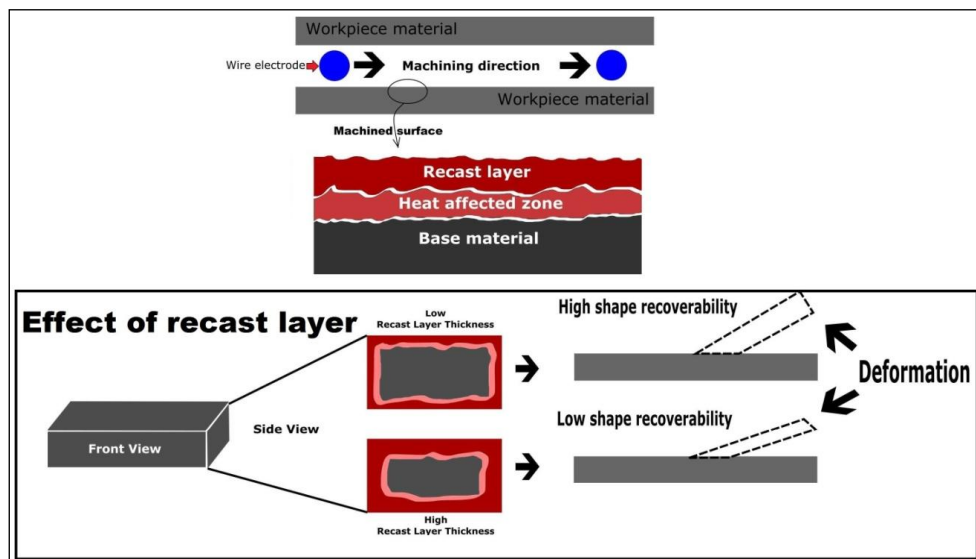 Workpiece material
Wire electrode
Machining direction
Workpiece material
Machined surface
Recast layer
Heat affected zone
Base material
Effect of recast layer
Low
Recast Layer Thickness
High shape recoverability
Deformation
Low shape recoverability
Side View
Front View
High
Recast Layer Thickness